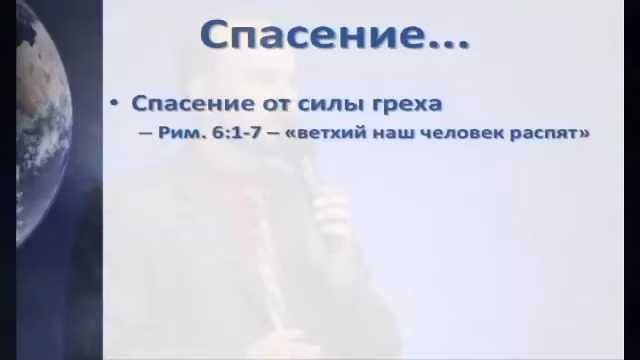 Спасение...
• Спасение от силы греха
– Рим. 6:1-7 – «ветхий наш человек распят»